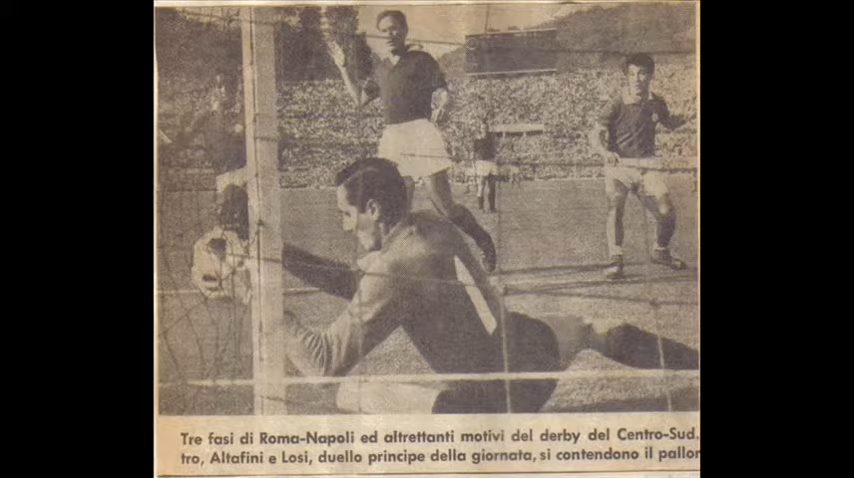 Tre fasi di Roma-Napoli ed altrettanti motivi del derby del Centro-Sud.
tro, Altafini e Losi, duello principe della giornata, si contendono il pallor